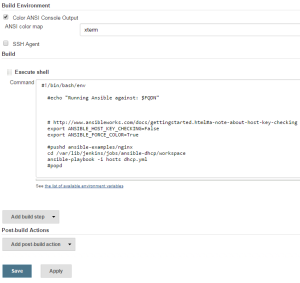 Build Environment
Color ANSI Console Output
ANSI color map
xterm
SSH Agent
Build
Execute shell
Command
#!/bin/bash/env
#echo "Running Ansible against: $FQDN"
# http://www.ansibleworks.com/docs/gettingstarted.html#a-note-about-host-key-checking
export ANSIBLE_HOST_KEY_CHECKING=False
export ANSIBLE_FORCE_COLOR=True
#pushd ansible-examples/nginx
cd /var/lib/jenkins/jobs/ansible-dhcp/workspace
ansible-playbook -i hosts dhcp.yml
#popd
See the list of available environment variables
Add build step
Post-build Actions
Add post-build action
Save
Apply